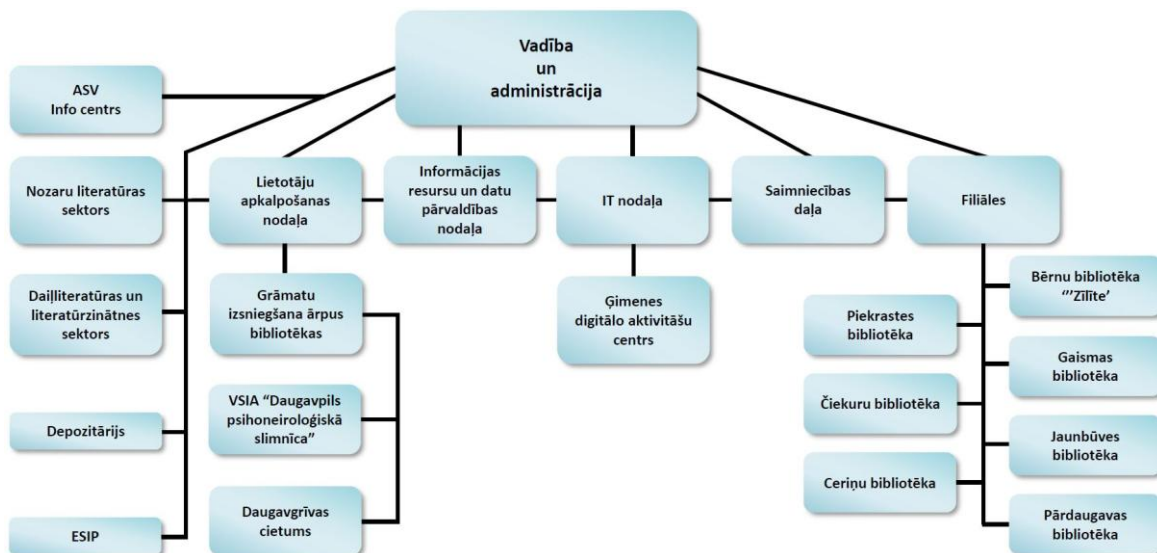 Vadība
un
administrācija
ASV
Info centrs
Nozaru literatūras
sektors
Lietotāju
apkalpošanas
nodaļa
Informācijas
resursu un datu
pārvaldības
nodaļa
IT nodaļa
Saimniecības
daļa
Filiāles
Daiļliteratūras un
literatūrzinātnes
sektors
Grāmatu
izsniegšana ārpus
bibliotēkas
Ģimenes
digitālo aktivitāšu
centrs
Bērnu bibliotēka
“”Zīlīte’
Piekrastes
bibliotēka
Gaismas
bibliotēka
Depozitārijs
VSIA “Daugavpils
psihoneiroloģiskā
slimnīca”
Čiekuru bibliotēka
Jaunbūves
bibliotēka
Ceriņu bibliotēka
ESIP
Daugavgrīvas
cietums
Pārdaugavas
bibliotēka